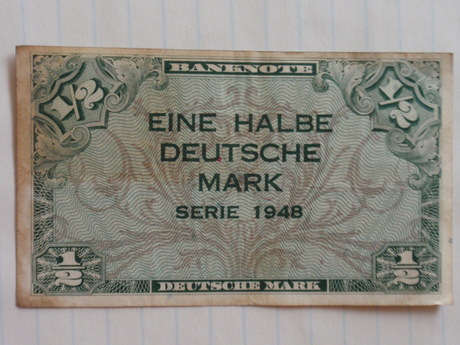 BANKNOTE
1/2 1/2
EINE HALBE
DEUTSCHE
MARK
SERIE 1948
1/2 1/2
DEUTSCHE MARK